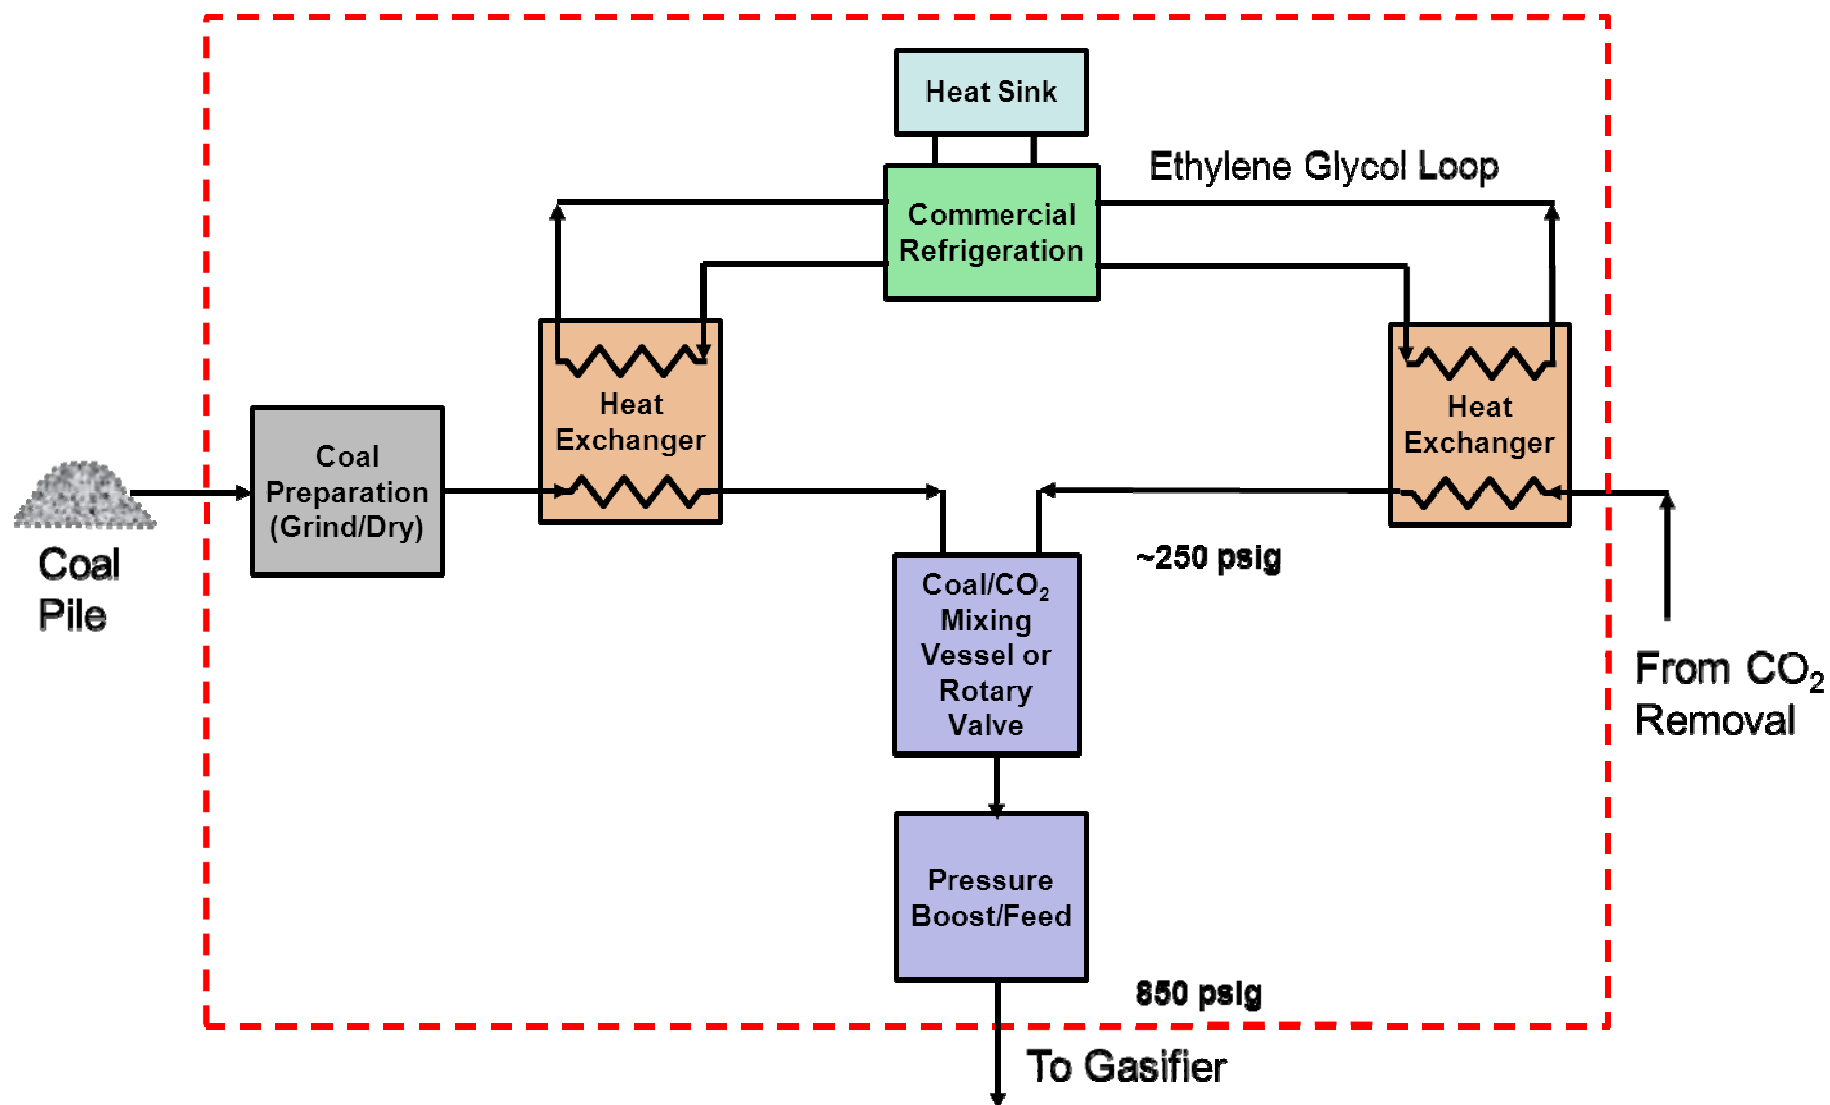 Heat Sink
Ethylene Glycol Loop
Commercial
Refrigeration
Heat
Exchanger
Heat
Exchanger
Coal
Preparation
(Grind/Dry)
Coal
Pile
~250 psig
Coal/CO₂
Mixing
Vessel or
Rotary
Valve
From CO₂
Removal
Pressure
Boost/Feed
850 psig
To Gasifier